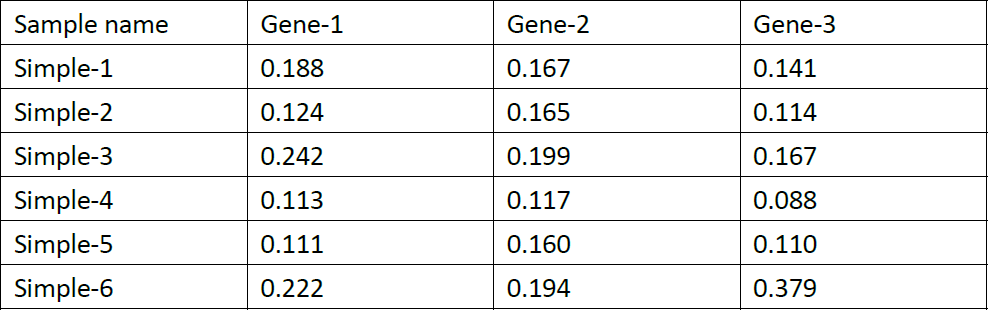 Sample name Gene-1 Gene-2 Gene-3
Simple-1 0.188 0.167 0.141
Simple-2 0.124 0.165 0.114
Simple-3 0.242 0.199 0.167
Simple-4 0.113 0.117 0.088
Simple-5 0.111 0.160 0.110
Simple-6 0.222 0.194 0.379